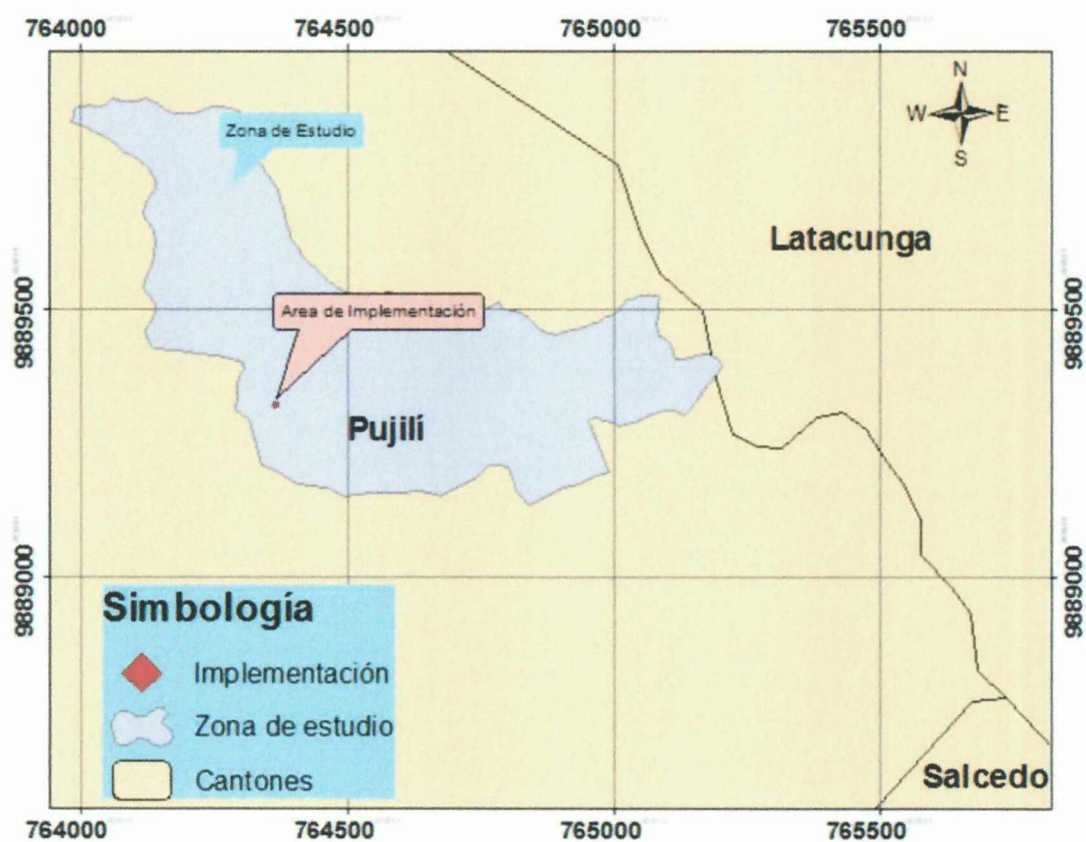 764000 764500 765000 765500
N
W E
S
Zona de Estudio
Latacunga
9889500 9889500
Area de Implementación
Pujilí
9889000 9889000
Simbología
Implementación
Zona de estudio
Cantones
Salcedo
764000 764500 765000 765500